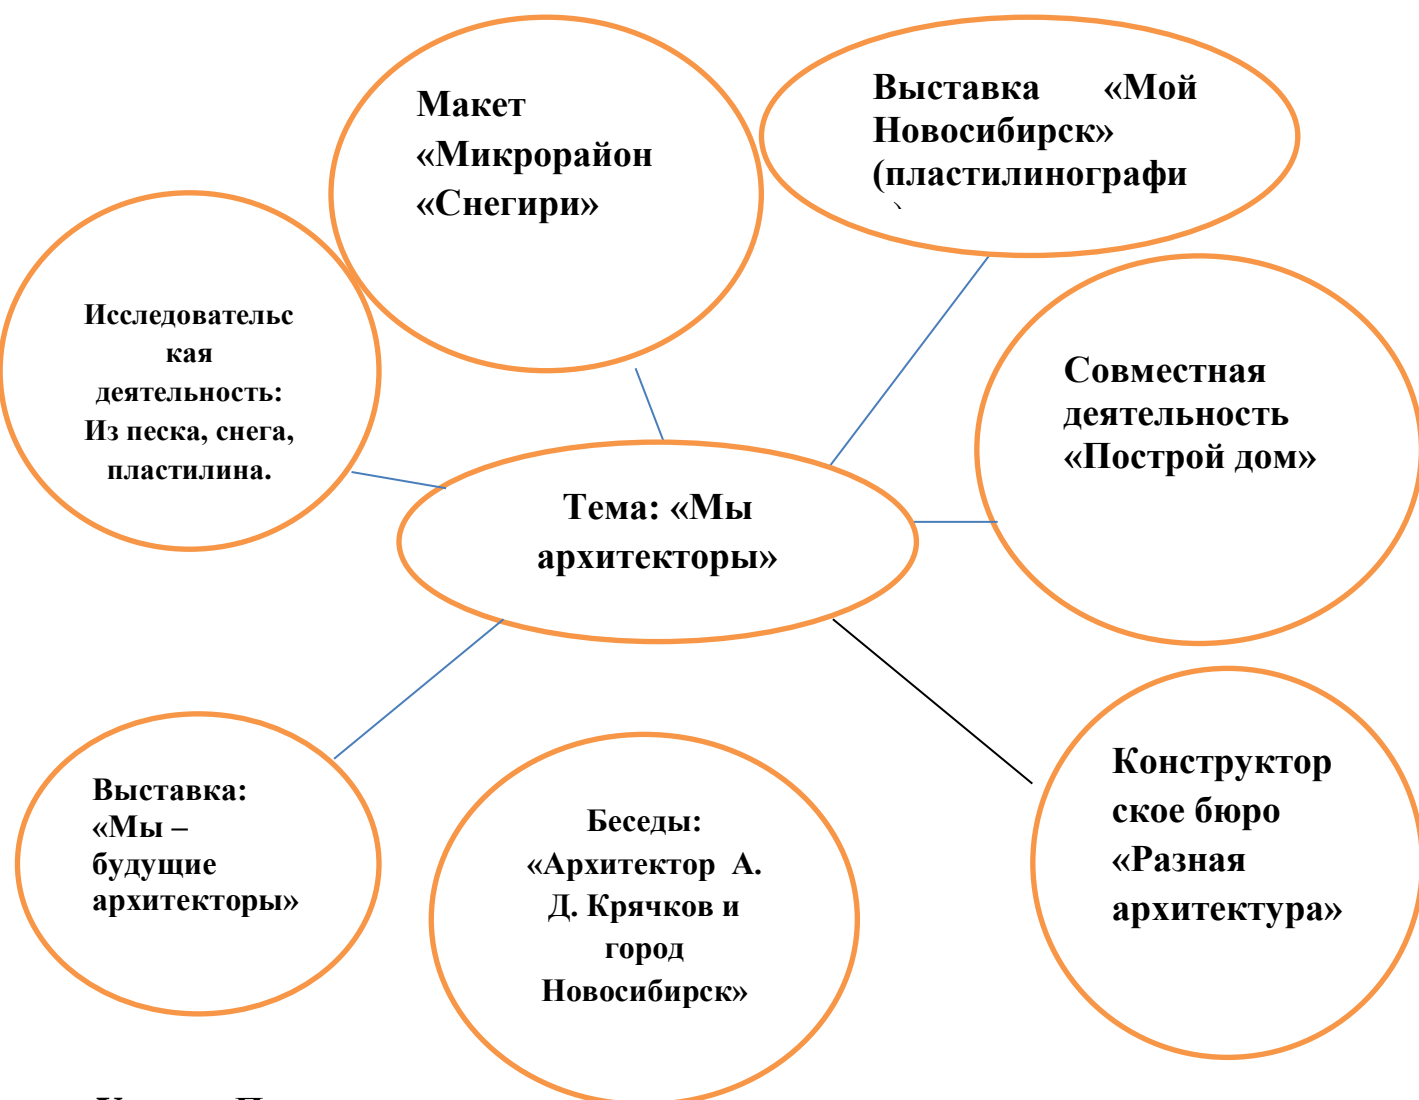 Макет
«Микрорайон
«Снегири»
Выставка «Мой
Новосибирск»
(пластилинографи
Исследовательс
кая
деятельность:
Из песка, снега,
пластилина.
Совместная
деятельность
«Построй дом»
Тема: «Мы
архитекторы»
Выставка:
«Мы –
будущие
архитекторы»
Беседы:
«Архитектор А.
Д. Крячков и
город
Новосибирск»
Конструктор
ское бюро
«Разная
архитектура»